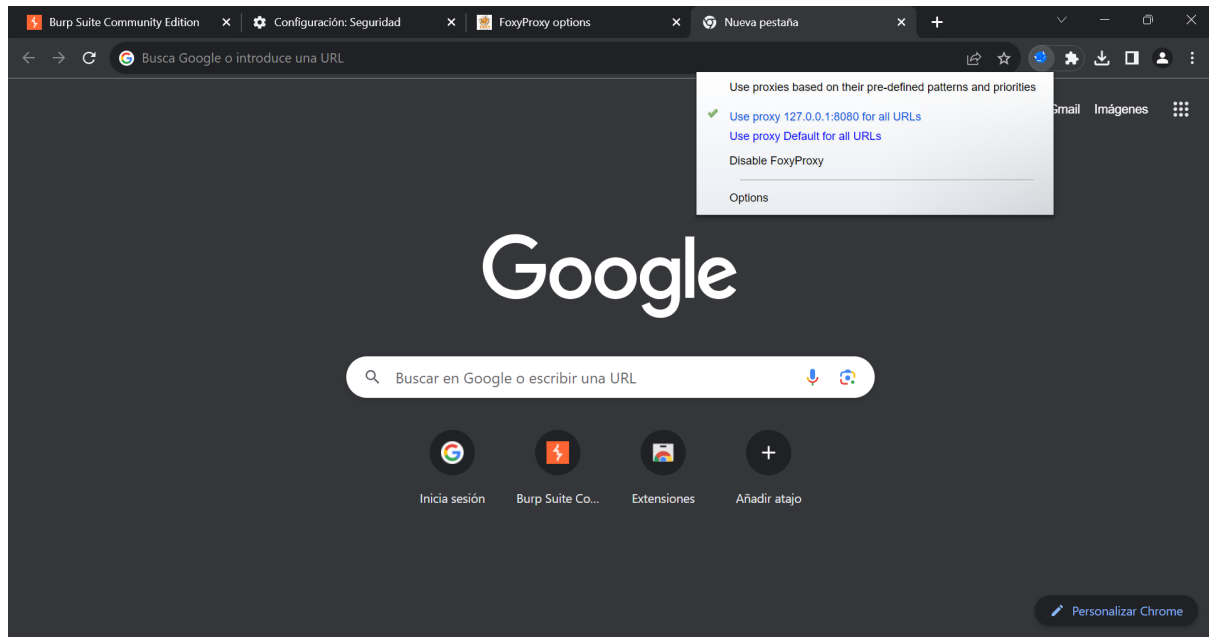 Burp Suite Community Edition
Configuración: Seguridad
FoxyProxy options
Nueva pestaña
Busca Google o introduce una URL
Use proxies based on their pre-defined patterns and priorities
Use proxy 127.0.0.1:8080 for all URLs
Use proxy Default for all URLs
Disable FoxyProxy
Options
Gmail Imágenes
Google
Buscar en Google o escribir una URL
Inicia sesión
Burp Suite Co...
Extensiones
Añadir atajo
Personalizar Chrome